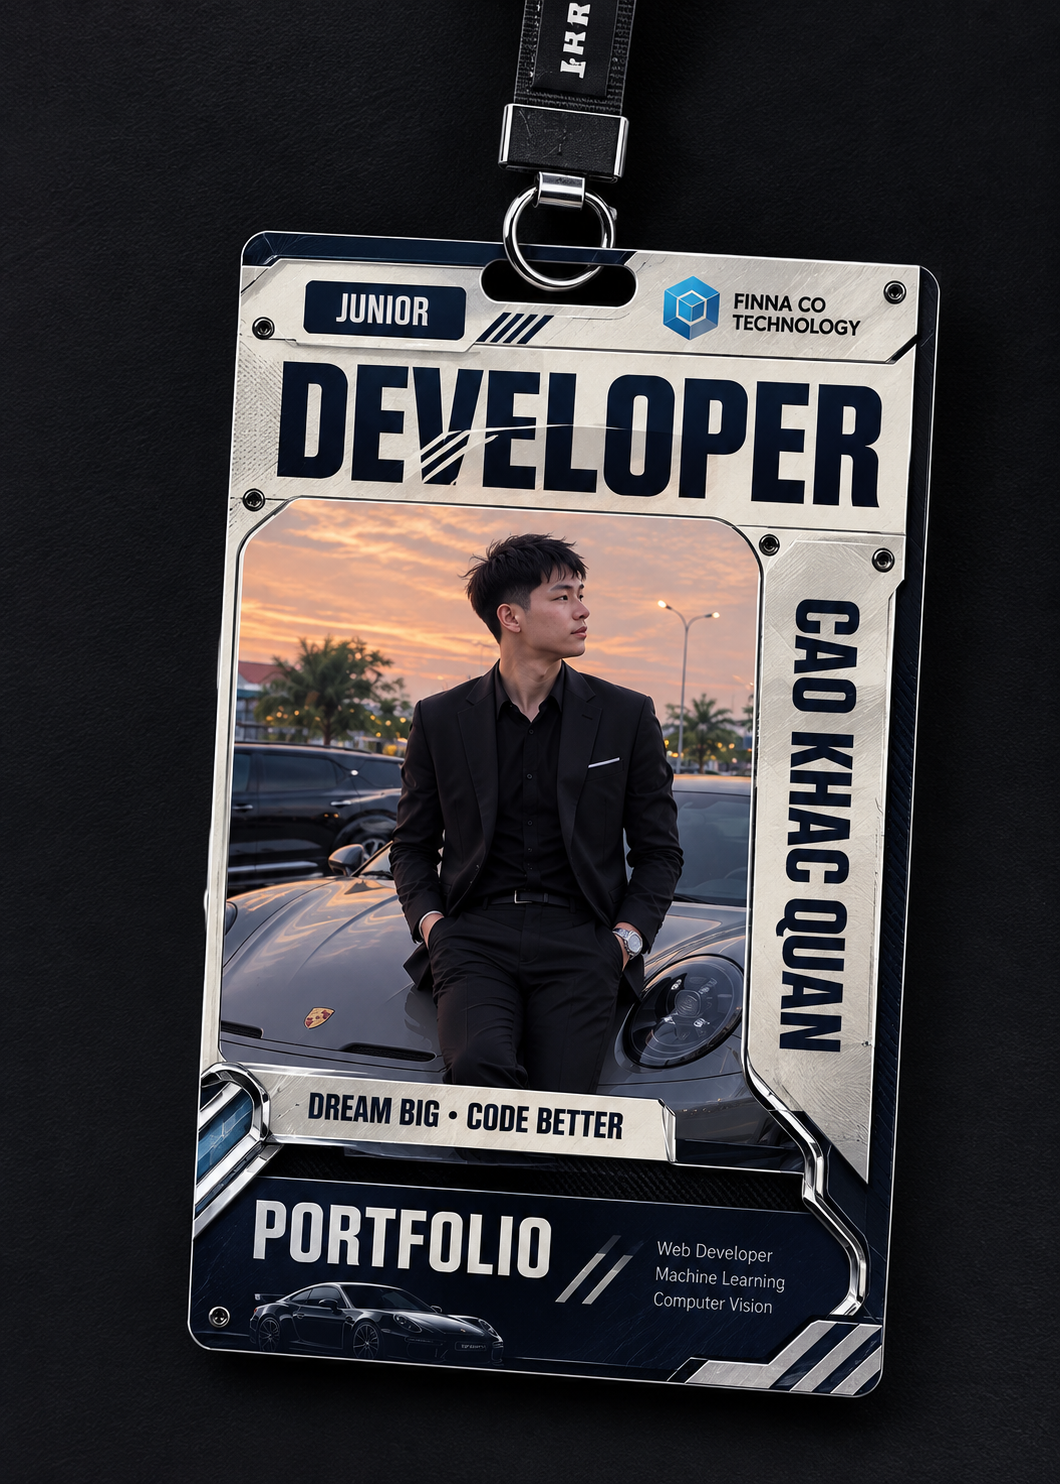 JUNIOR
FINNA CO
TECHNOLOGY
DEVELOPER
CAO KHAC QUAN
DREAM BIG • CODE BETTER
PORTFOLIO
Web Developer
Machine Learning
Computer Vision